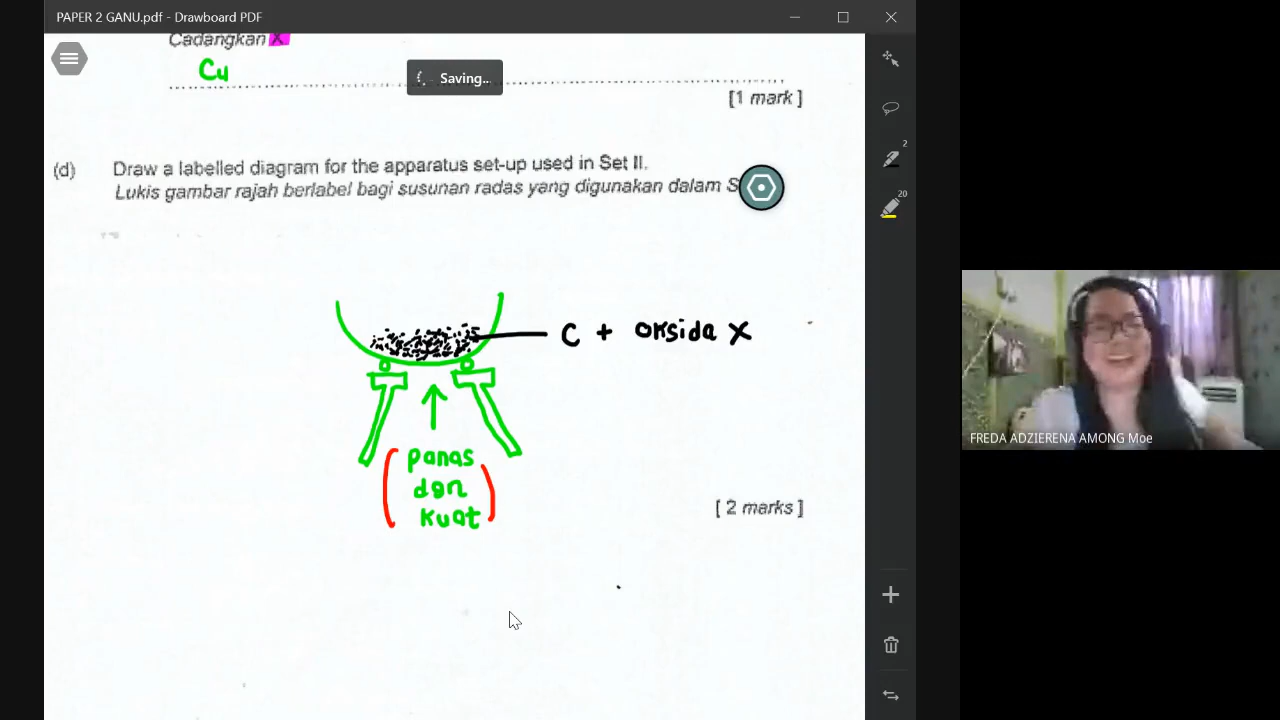 PAPER 2 GANU.pdf - Drawboard PDF
Cadangkan X
Saving...
Cu
[1 mark]
2
(d) Draw a labelled diagram for the apparatus set-up used in Set II.
Lukis gambar rajah berlabel bagi susunan radas yang digunakan dalam S
20
C + oksida X
FREDA ADZIERENA AMONG Moe
panas
dan
kuat
[2 marks]